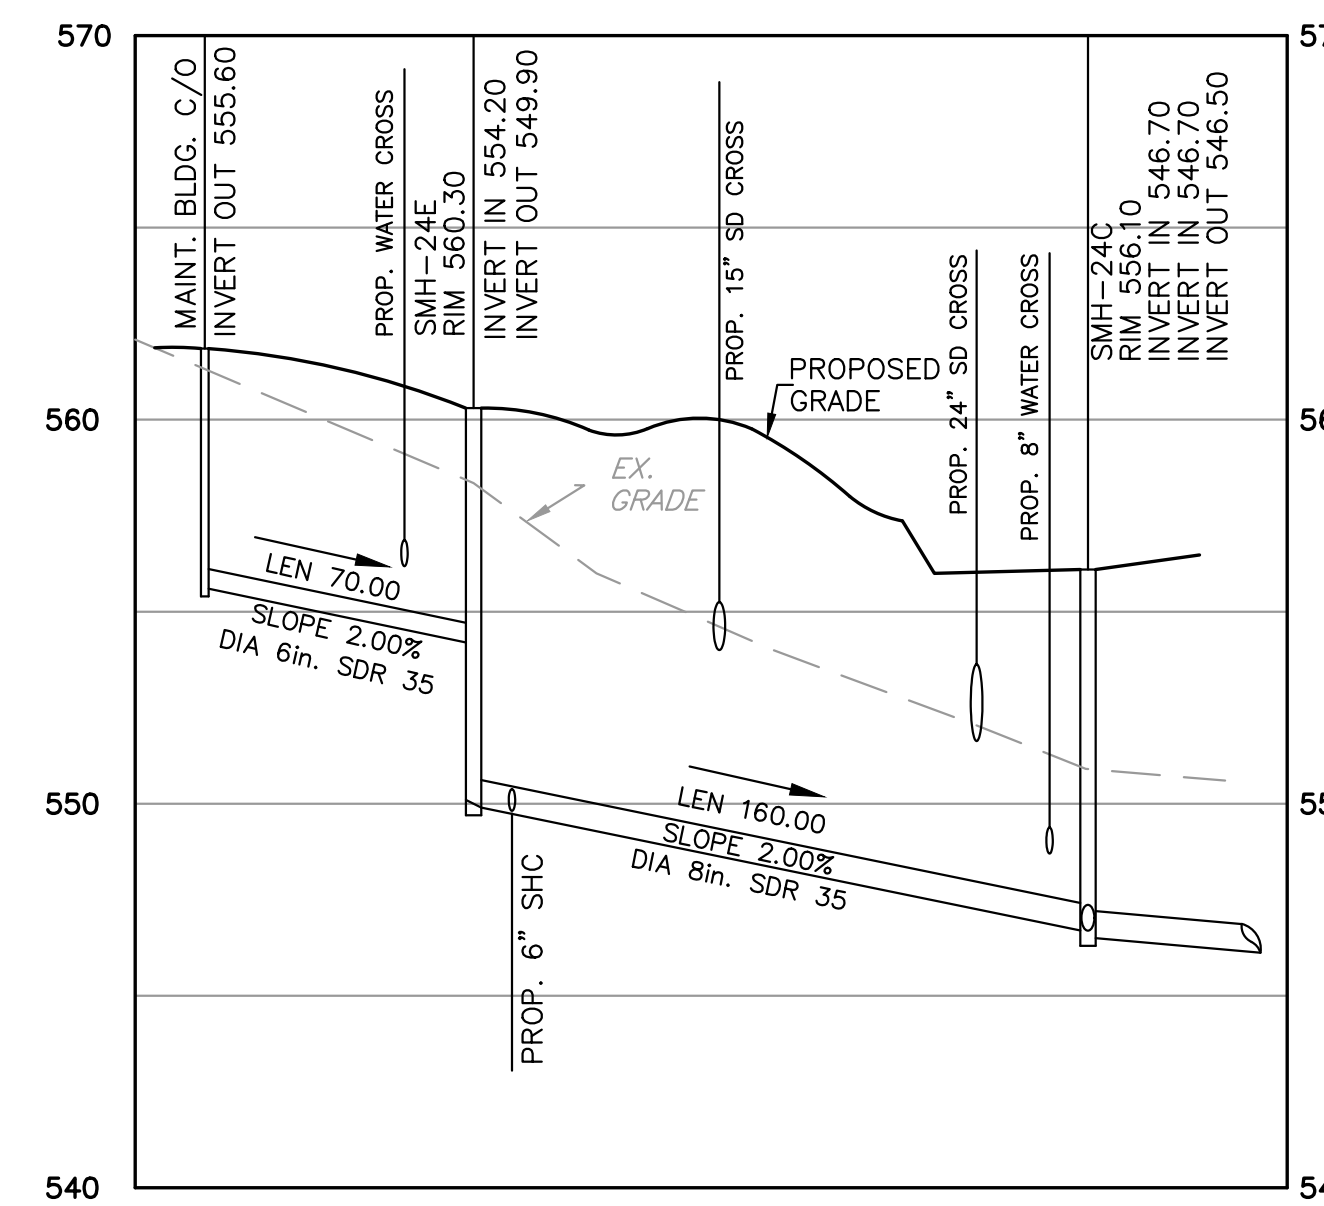 570
57
MAINT. BLDG. C/O
INVERT OUT 555.60
PROP. WATER CROSS
SMH-24E
RIM 560.30
INVERT IN 554.20
INVERT OUT 549.90
PROP. 15" SD CROSS
PROP. 24" SD CROSS
PROP. 8" WATER CROSS
SMH-24C
RIM 556.10
INVERT IN 546.70
INVERT IN 546.70
INVERT OUT 546.50
PROPOSED
GRADE
560
56
EX.
GRADE
LEN 70.00
SLOPE 2.00%
DIA 6in. SDR 35
550
55
LEN 160.00
SLOPE 2.00%
DIA 8in. SDR 35
PROP. 6" SHC
540
54